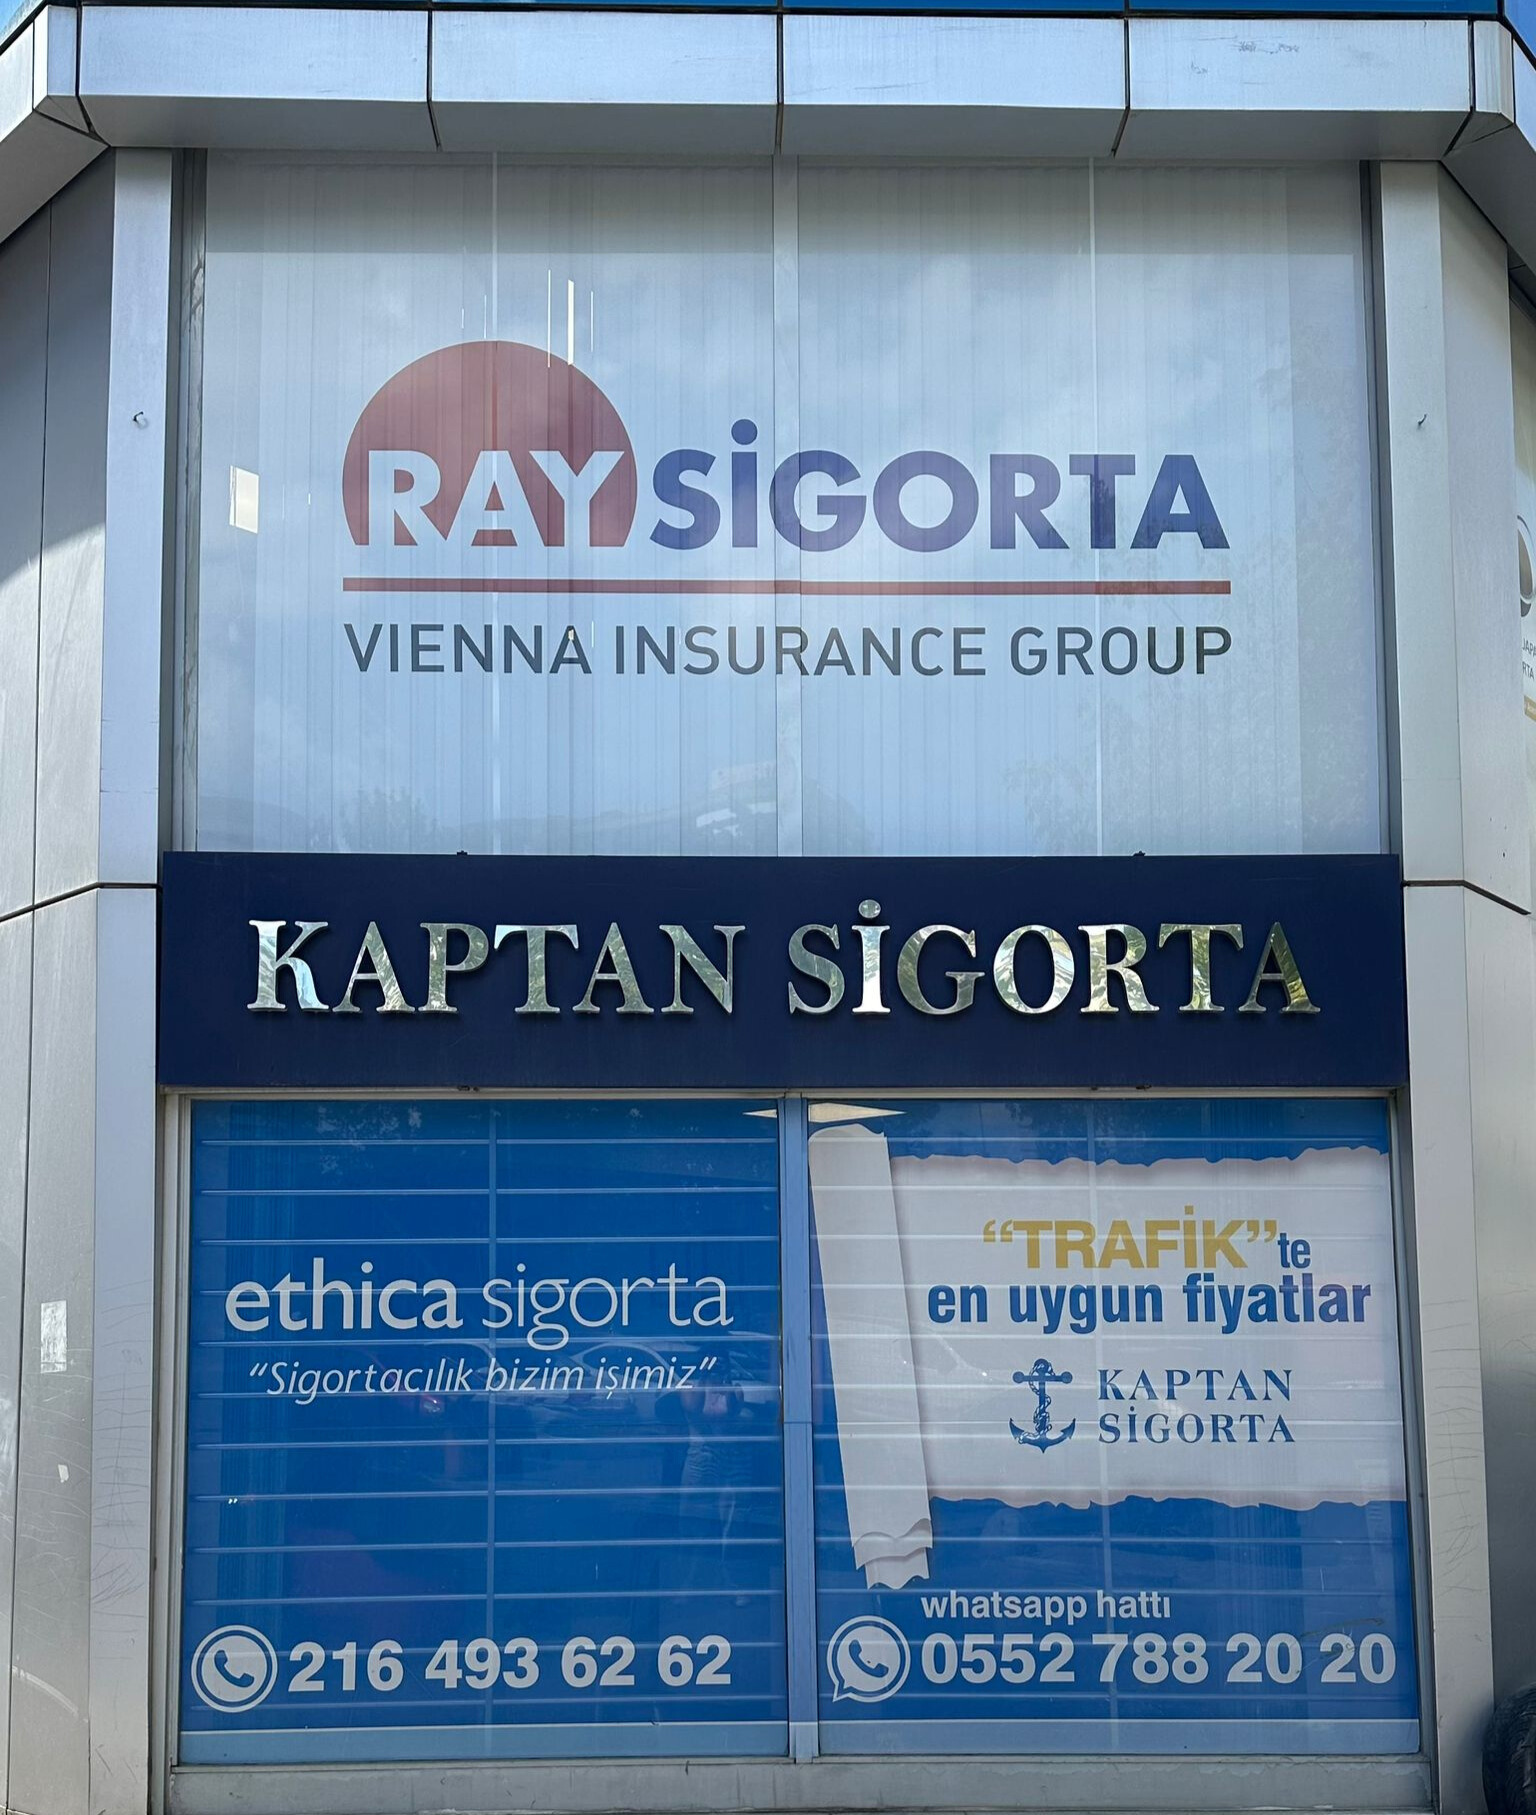 RAY SİGORTA
VIENNA INSURANCE GROUP
KAPTAN SİGORTA
ethica sigorta
"Sigortacılık bizim işimiz"
216 493 62 62
"TRAFİK"te
en uygun fiyatlar
KAPTAN
SİGORTA
whatsapp hattı
0552 788 20 20